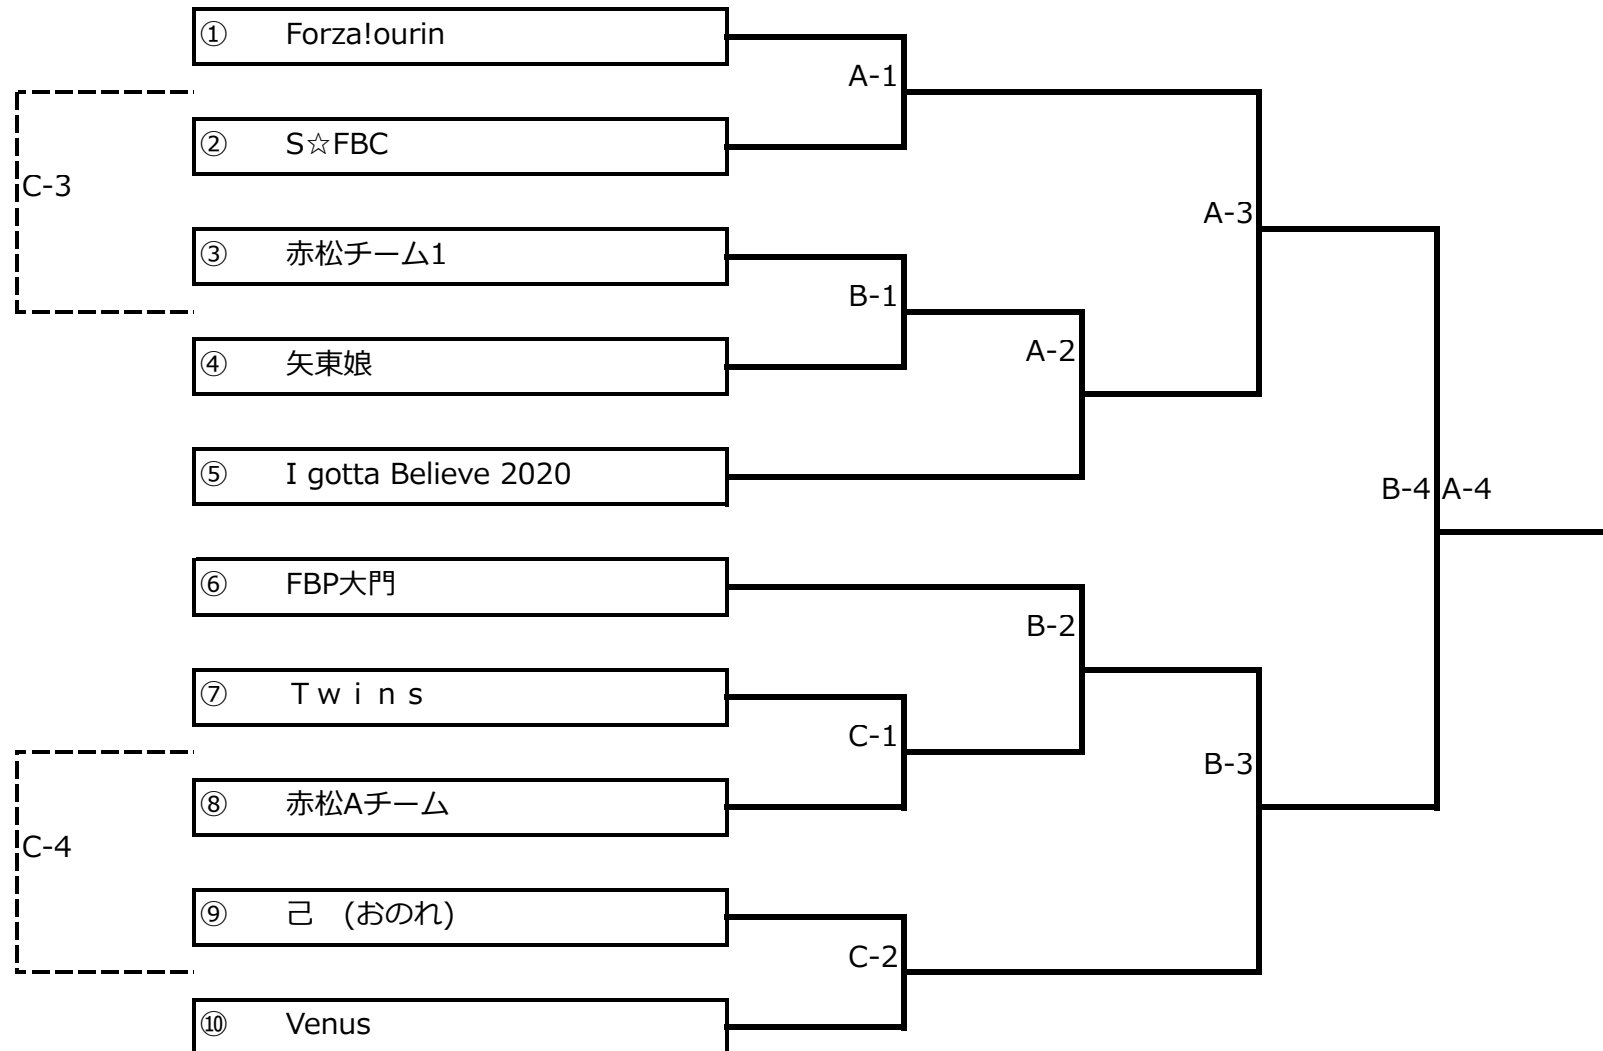 ① Forza!ourin
A-1
② S☆FBC
C-3
A-3
③ 赤松チーム1
B-1
④ 矢東娘
A-2
⑤ I gotta Believe 2020
B-4 A-4
⑥ FBP大門
B-2
⑦ Ｔｗｉｎｓ
C-1
B-3
⑧ 赤松Aチーム
C-4
⑨ 己　(おのれ)
C-2
⑩ Venus